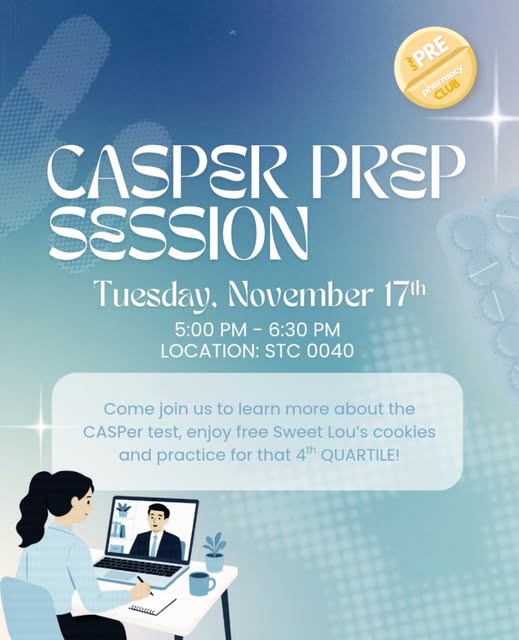 UW PRE
pharmacy
CLUB
CASPER PREP
SESSION
Tuesday, November 17th
5:00 PM - 6:30 PM
LOCATION: STC 0040
Come join us to learn more about the
CASPer test, enjoy free Sweet Lou's cookies
and practice for that 4th QUARTILE!